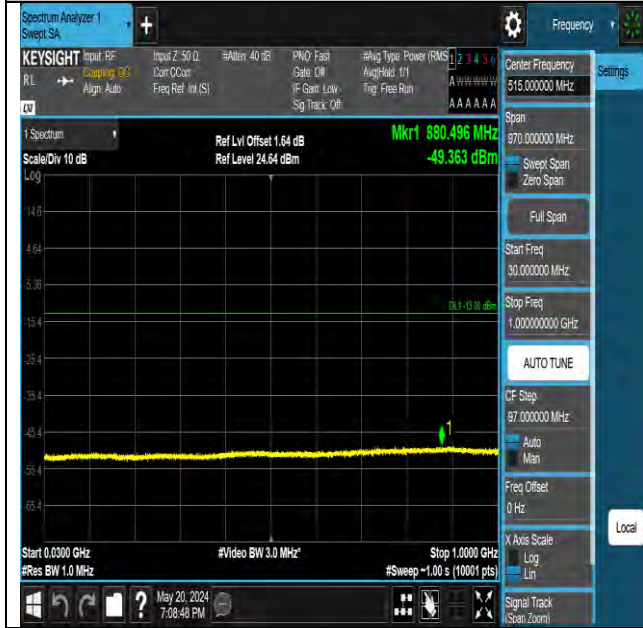 Spectrum Analyzer 1
Swept SA
+
Frequency
KEYSIGHT
Input: RF
Coupling: DC
Align: Auto
RL
Input Z: 50 Ω
Corr CCorr
Freq Ref: Int (S)
#Atten: 40 dB
PNO: Fast
Gate: Off
IF Gain: Low
Sig Track: Off
#Avg Type: Power (RMS
Avg|Hold: 1/1
Trig: Free Run
1 2 3 4 5 6
A W W W W W
A A A A A A
Center Frequency
515.000000 MHz
Settings
Span
970.000000 MHz
Swept Span
Zero Span
Full Span
Start Freq
30.000000 MHz
Stop Freq
1.000000000 GHz
AUTO TUNE
CF Step
97.000000 MHz
Auto
Man
Freq Offset
0 Hz
X Axis Scale
Log
Lin
Local
Signal Track
(Span Zoom)
1 Spectrum
Scale/Div 10 dB
Log
Ref Lvl Offset 1.64 dB
Ref Level 24.64 dBm
Mkr1 880.496 MHz
-49.363 dBm
14.6
4.64
-5.36
DL1 -13.00 dBm
-15.4
-25.4
-35.4
-45.4
1
-55.4
-65.4
Start 0.0300 GHz
#Video BW 3.0 MHz*
Stop 1.0000 GHz
#Res BW 1.0 MHz
#Sweep ~1.00 s (10001 pts)
?
May 20, 2024
7:08:48 PM